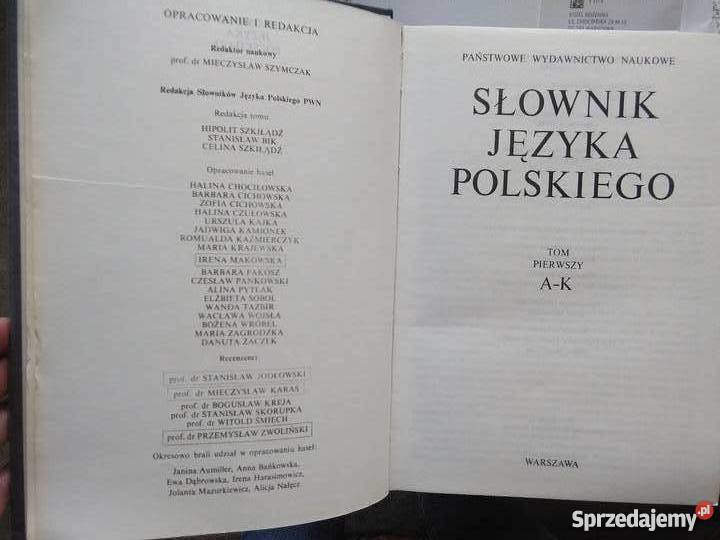 OPRACOWANIE I REDAKCJA
Redaktor naukowy
prof. dr MIECZYSŁAW SZYMCZAK
Redakcja Słowników Języka Polskiego PWN
Redakcja tomu
HIPOLIT SZKIŁĄDŹ
STANISŁAW BIK
CELINA SZKIŁĄDŹ
Opracowanie haseł
HALINA CHOCIŁOWSKA
BARBARA CICHOWSKA
ZOFIA CICHOWSKA
HALINA CZUŁOWSKA
URSZULA KAJKA
JADWIGA KAMIONEK
ROMUALDA KAŹMIERCZYK
MARIA KRAJEWSKA
IRENA MAKOWSKA
BARBARA PAKOSZ
CZESŁAW PANKOWSKI
ALINA PYTLAK
ELŻBIETA SOBOL
WANDA TAZBIR
WACŁAWA WOJSŁA
BOŻENA WRÓBEL
MARIA ZAGRODZKA
DANUTA ŻACZEK
Recenzenci
prof. dr STANISŁAW JODŁOWSKI
prof. dr MIECZYSŁAW KARAŚ
prof. dr BOGUSŁAW KREJA
prof. dr STANISŁAW SKORUPKA
prof. dr WITOLD ŚMIECH
prof. dr PRZEMYSŁAW ZWOLIŃSKI
Okresowo brali udział w opracowaniu haseł:
Janina Aumiller, Anna Bańkowska,
Ewa Dąbrowska, Irena Harasimowicz,
Jolanta Mazurkiewicz, Alicja Nałęcz
PAŃSTWOWE WYDAWNICTWO NAUKOWE
SŁOWNIK
JĘZYKA
POLSKIEGO
TOM
PIERWSZY
A-K
WARSZAWA
Sprzedajemy.pl